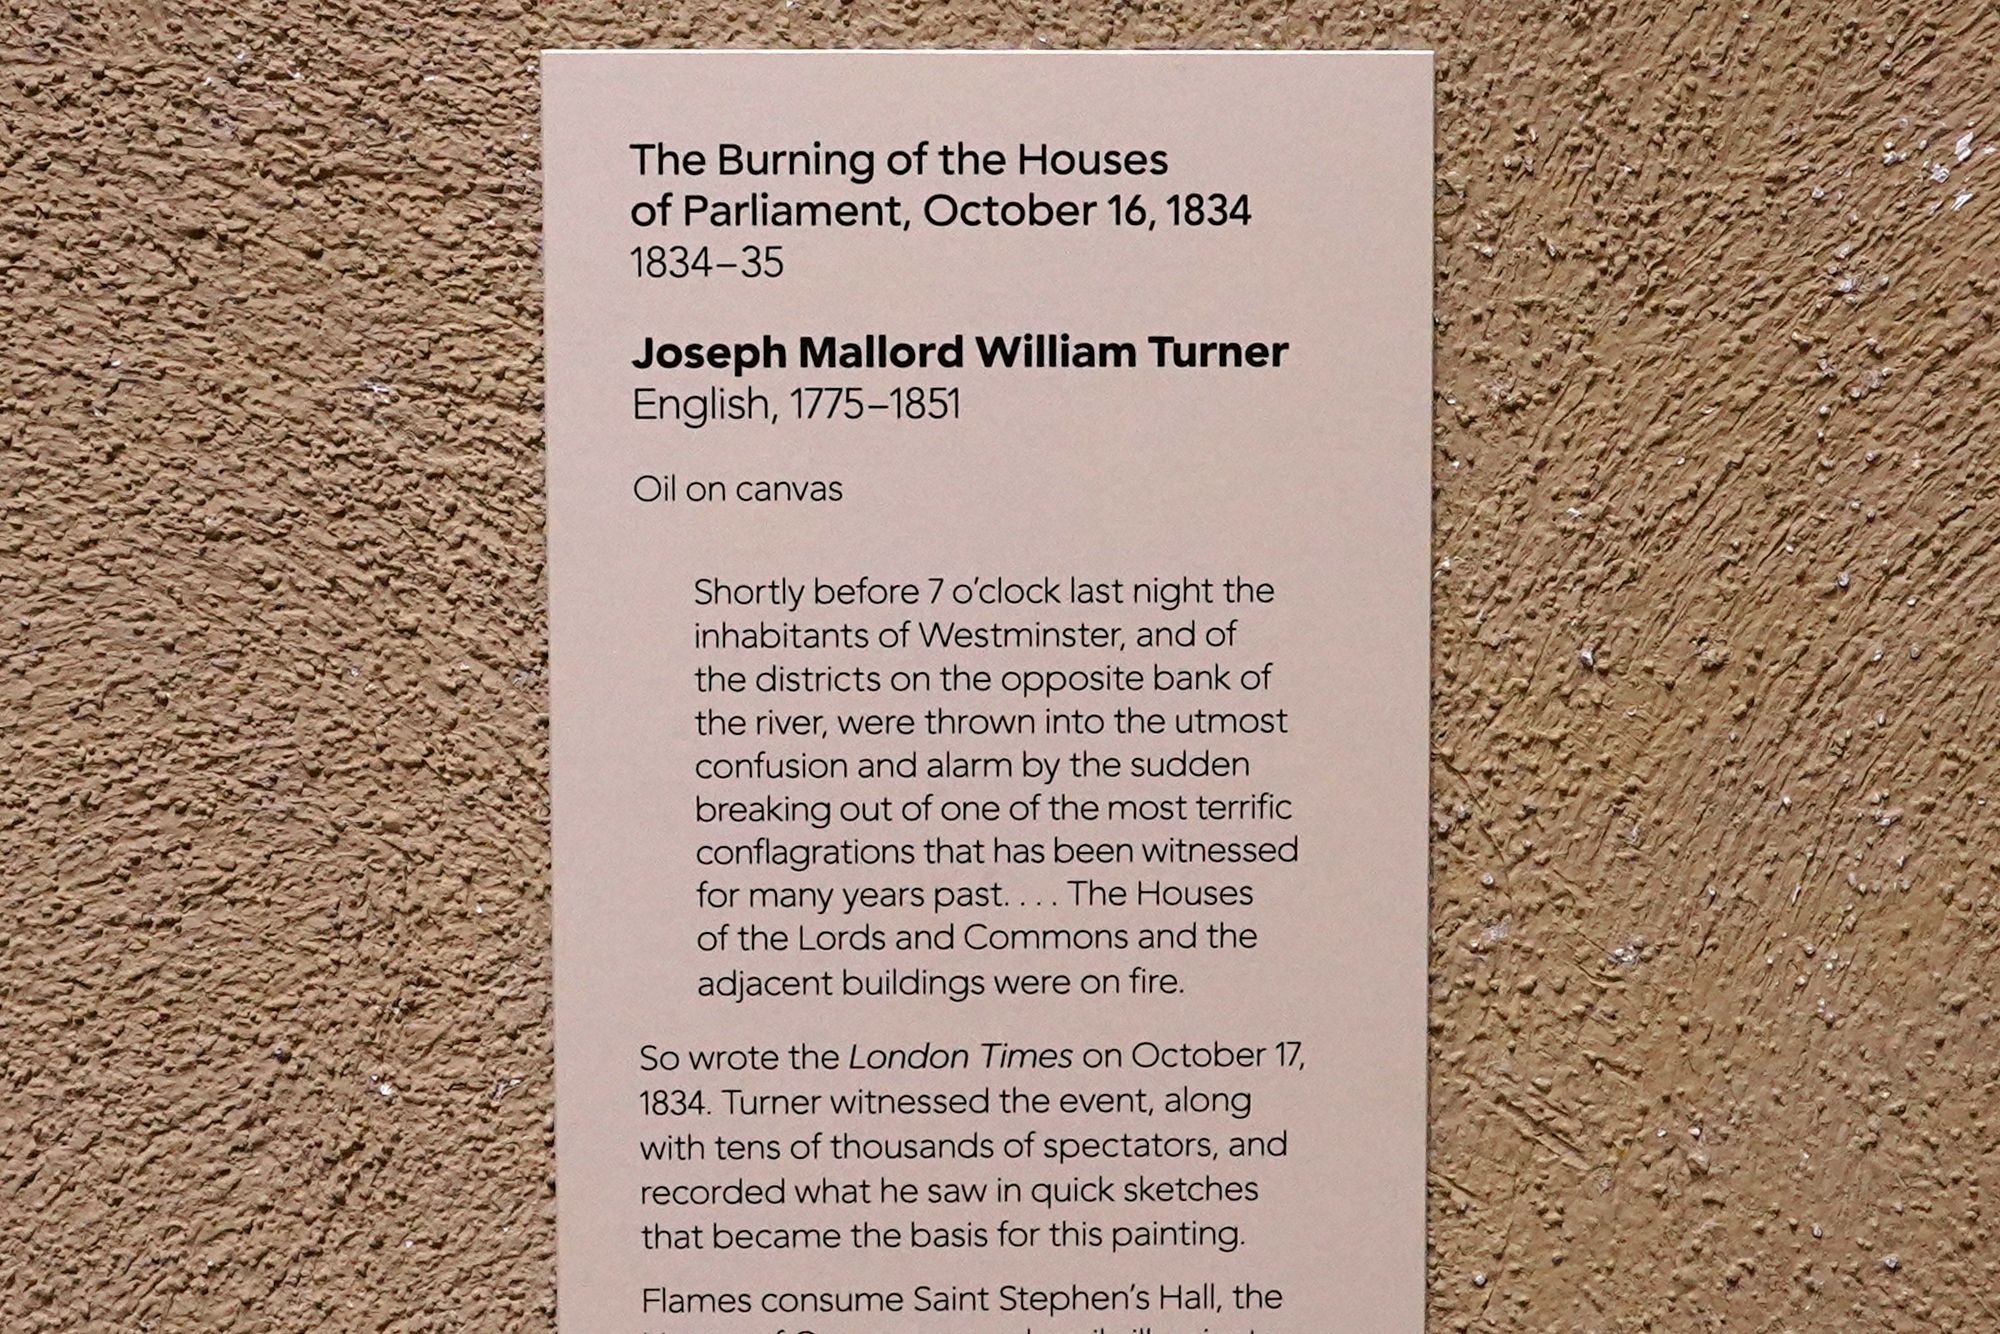 The Burning of the Houses
of Parliament, October 16, 1834
1834–35
Joseph Mallord William Turner
English, 1775–1851
Oil on canvas
Shortly before 7 o’clock last night the
inhabitants of Westminster, and of
the districts on the opposite bank of
the river, were thrown into the utmost
confusion and alarm by the sudden
breaking out of one of the most terrific
conflagrations that has been witnessed
for many years past. . . . The Houses
of the Lords and Commons and the
adjacent buildings were on fire.
So wrote the London Times on October 17,
1834. Turner witnessed the event, along
with tens of thousands of spectators, and
recorded what he saw in quick sketches
that became the basis for this painting.
Flames consume Saint Stephen’s Hall, the